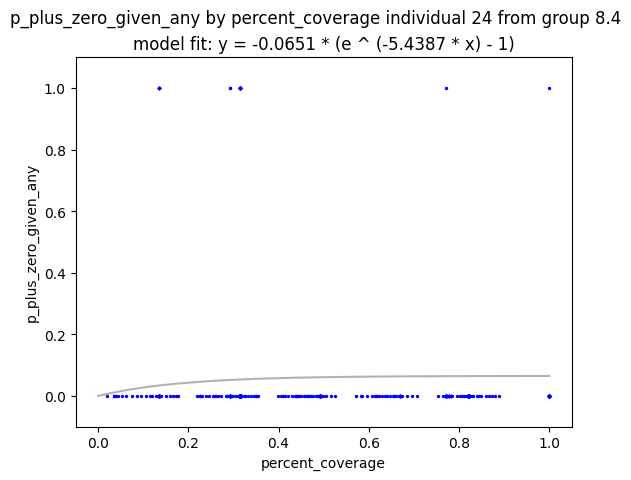 p_plus_zero_given_any by percent_coverage individual 24 from group 8.4
model fit: y = -0.0651 * (e ^ (-5.4387 * x) - 1)
1.0
0.8
0.6
0.4
0.2
0.0
p_plus_zero_given_any
0.0 0.2 0.4 0.6 0.8 1.0
percent_coverage